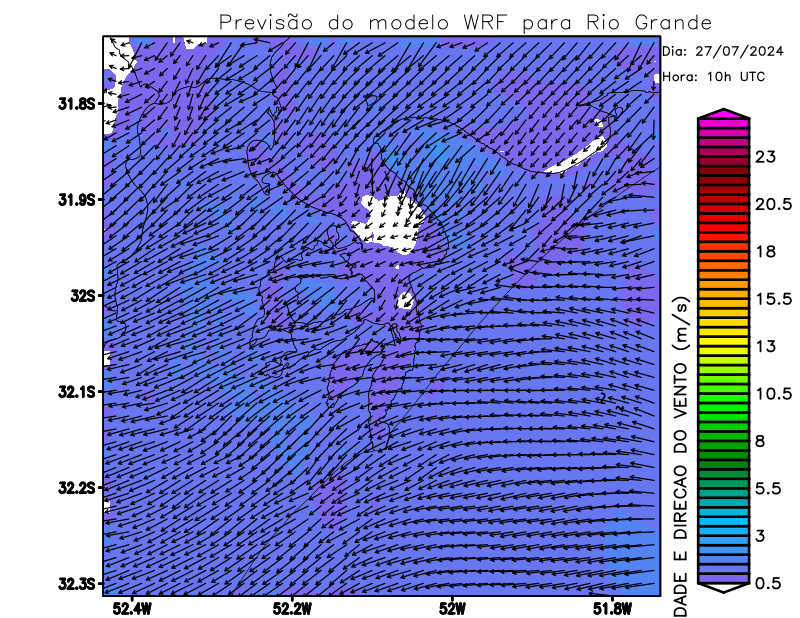 Previsão do modelo WRF para Rio Grande
Dia: 27/07/2024
Hora: 10h UTC
31.8S
31.9S
32S
32.1S
32.2S
32.3S
52.4W
52.2W
52W
51.8W
23
20.5
18
15.5
13
10.5
8
5.5
3
0.5
DADE E DIRECAO DO VENTO (m/s)